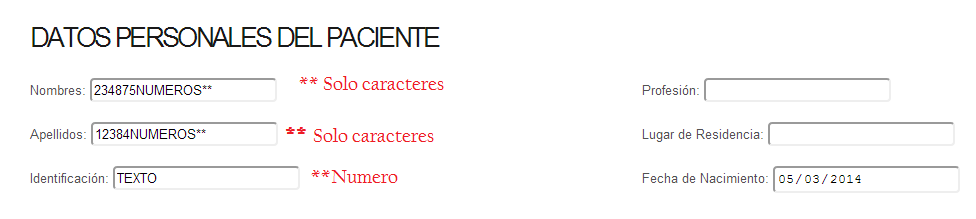 DATOS PERSONALES DEL PACIENTE
Nombres: 234875NUMEROS** ** Solo caracteres Profesión:
Apellidos: 12384NUMEROS** ** Solo caracteres Lugar de Residencia:
Identificación: TEXTO **Numero Fecha de Nacimiento: 05/03/2014